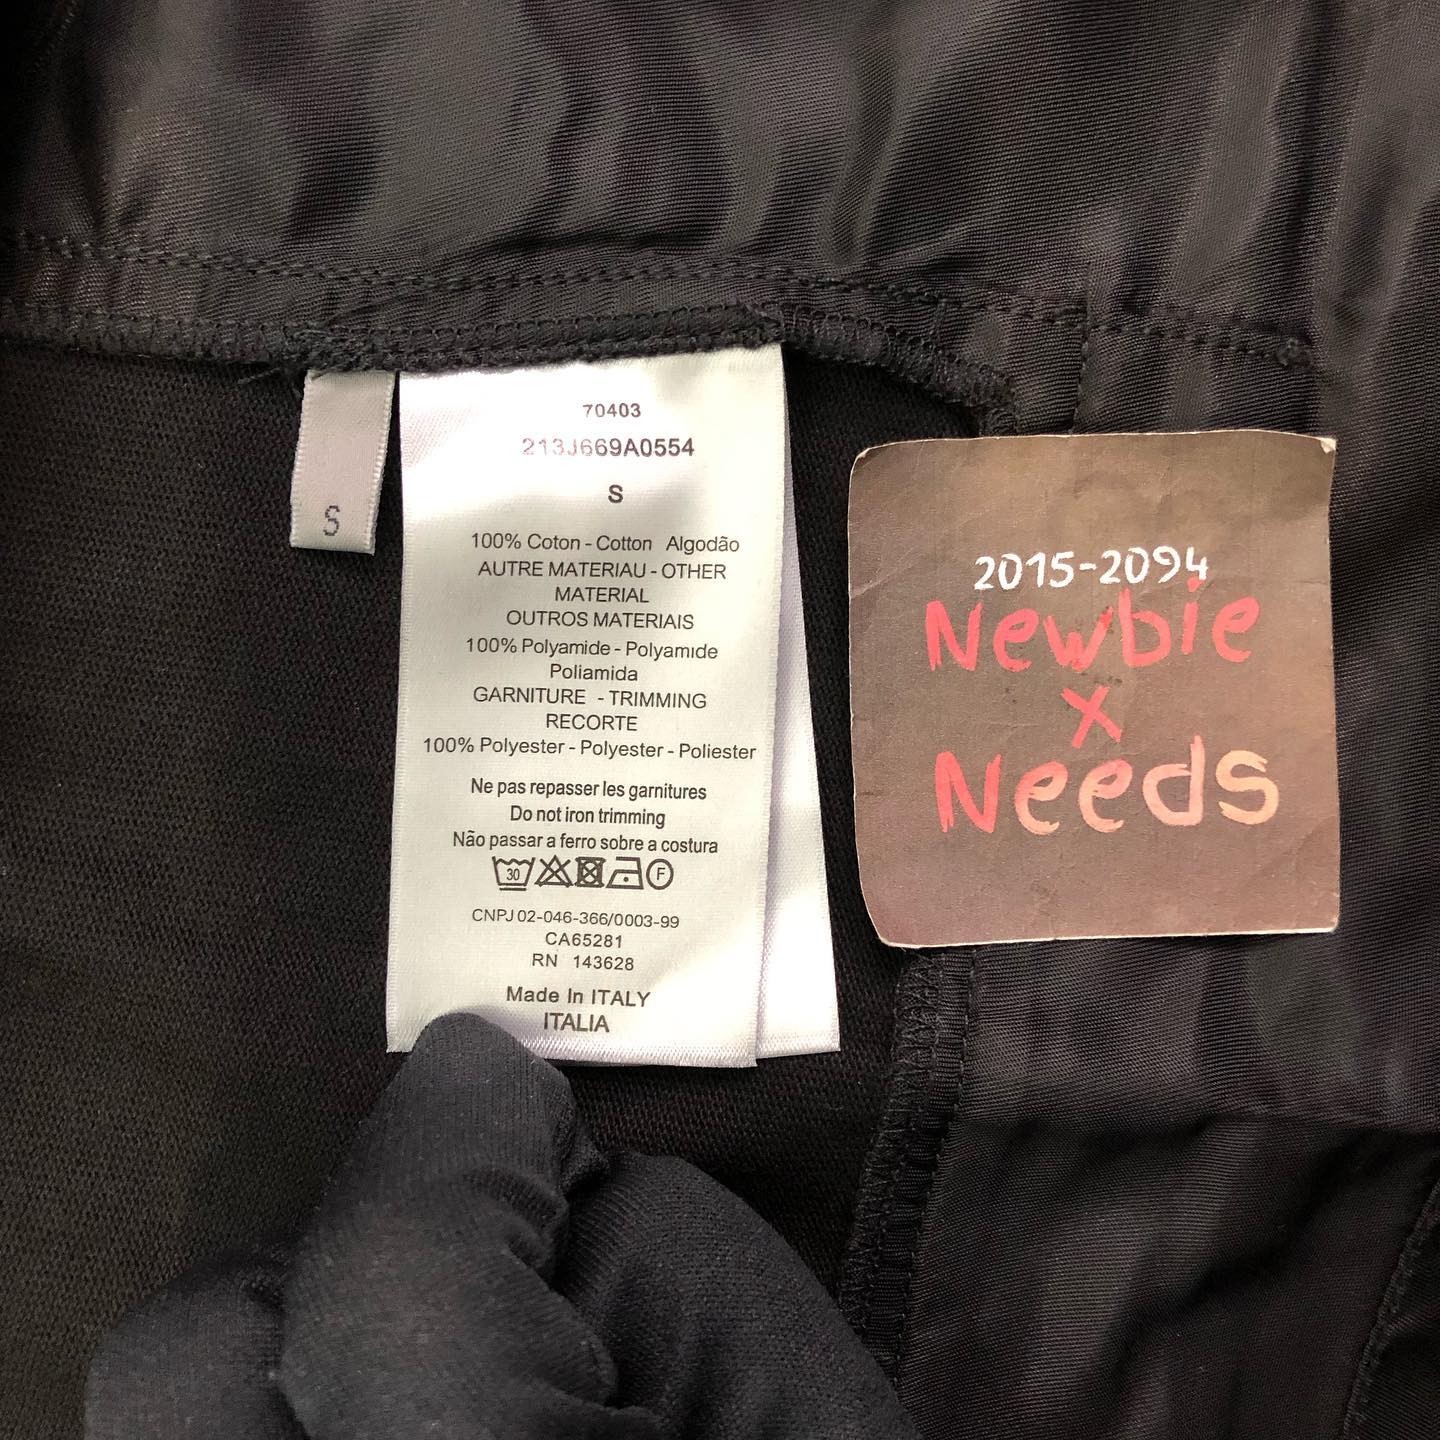 S
70403
213J669A0554
S
100% Coton - Cotton Algodão
AUTRE MATERIAU - OTHER
MATERIAL
OUTROS MATERIAIS
100% Polyamide - Polyamide
Poliamida
GARNITURE - TRIMMING
RECORTE
100% Polyester - Polyester - Poliester
Ne pas repasser les garnitures
Do not iron trimming
Não passar a ferro sobre a costura
30 F
CNPJ 02-046-366/0003-99
CA65281
RN 143628
Made In ITALY
ITALIA
2015-2094
Newbie
x
Needs